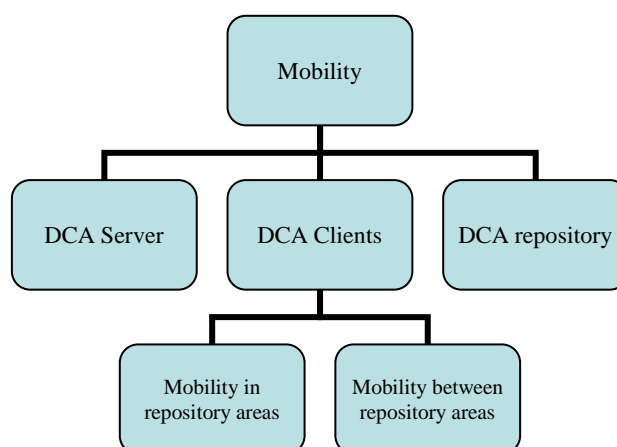 Mobility
DCA Server
DCA Clients
DCA repository
Mobility in
repository areas
Mobility between
repository areas